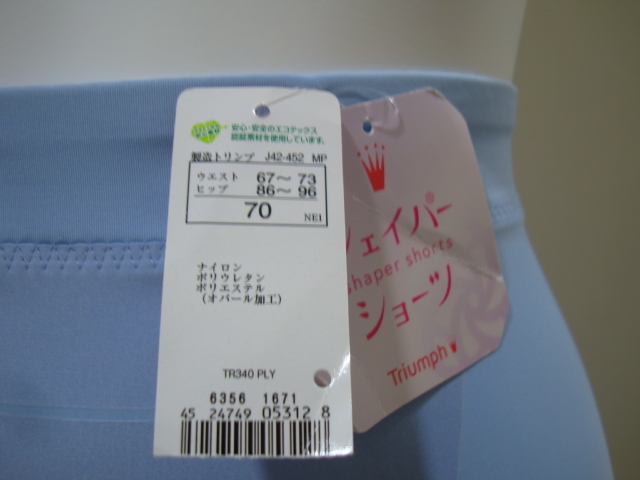 安心・安全のエコテックス
認証素材を使用しています。
製造トリンプ J42-452 MP
ウエスト 67〜73
ヒップ 86〜96
70
NEI
ナイロン
ポリウレタン
ポリエステル
(オパール加工)
TR340 PLY
6356 1671
45 24749 05312 8
シェイパー
shaper shorts
ショーツ
Triumph